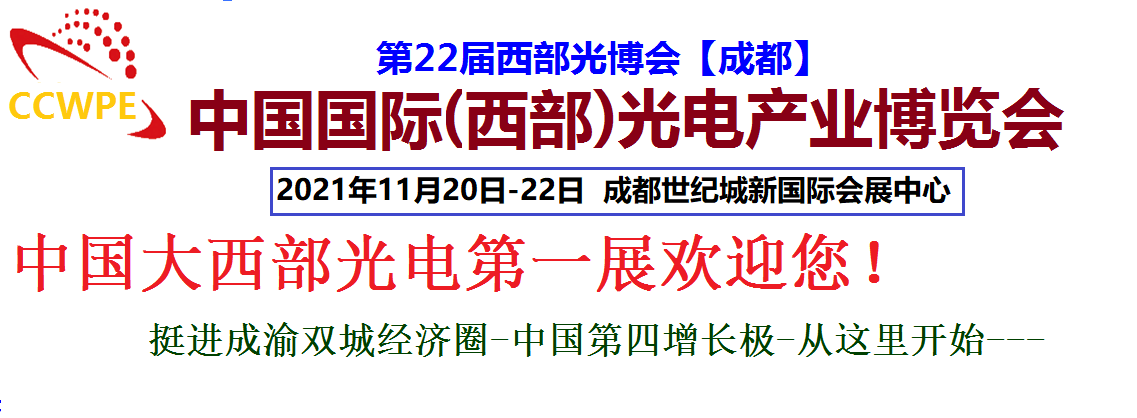 CCWPE
第22届西部光博会【成都】
中国国际(西部)光电产业博览会
2021年11月20日-22日 成都世纪城新国际会展中心
中国大西部光电第一展欢迎您！
挺进成渝双城经济圈-中国第四增长极-从这里开始---